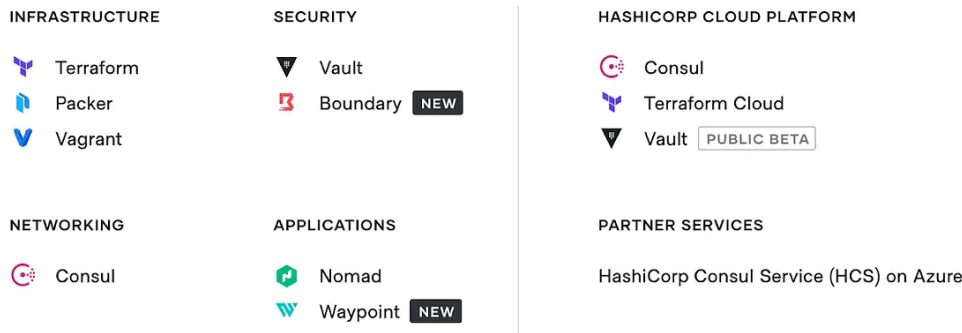 INFRASTRUCTURE
Terraform
Packer
Vagrant
SECURITY
Vault
Boundary NEW
NETWORKING
Consul
APPLICATIONS
Nomad
Waypoint NEW
HASHICORP CLOUD PLATFORM
Consul
Terraform Cloud
Vault PUBLIC BETA
PARTNER SERVICES
HashiCorp Consul Service (HCS) on Azure